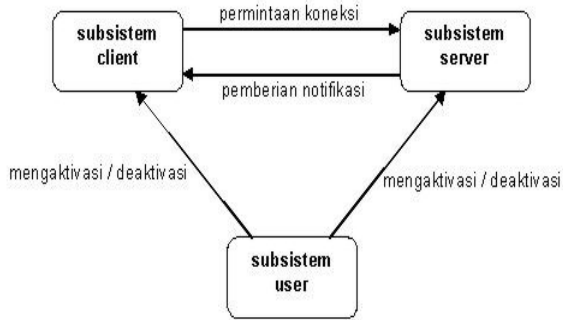 permintaan koneksi
subsistem
client
subsistem
server
pemberian notifikasi
mengaktivasi / deaktivasi
mengaktivasi / deaktivasi
subsistem
user